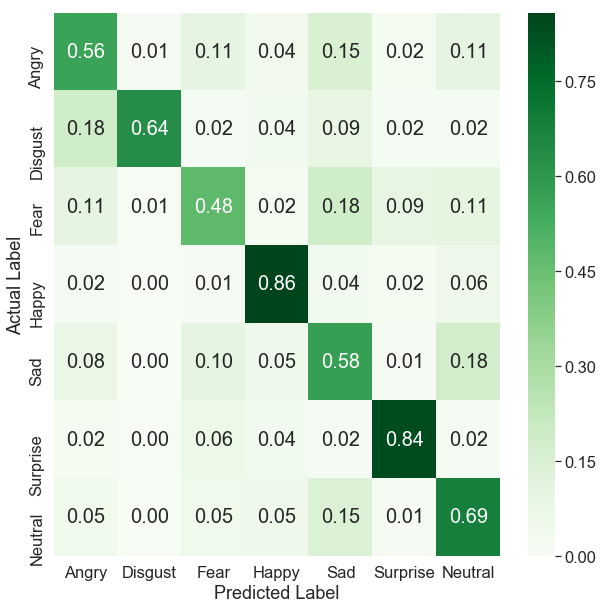 Angry 0.56 0.01 0.11 0.04 0.15 0.02 0.11
Disgust 0.18 0.64 0.02 0.04 0.09 0.02 0.02
Fear 0.11 0.01 0.48 0.02 0.18 0.09 0.11
Happy 0.02 0.00 0.01 0.86 0.04 0.02 0.06
Sad 0.08 0.00 0.10 0.05 0.58 0.01 0.18
Surprise 0.02 0.00 0.06 0.04 0.02 0.84 0.02
Neutral 0.05 0.00 0.05 0.05 0.15 0.01 0.69
Angry Disgust Fear Happy Sad Surprise Neutral
Predicted Label
Actual Label
0.75
0.60
0.45
0.30
0.15
0.00